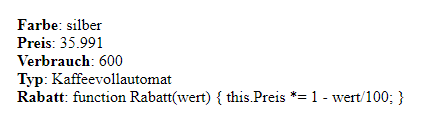 Farbe: silber
Preis: 35.991
Verbrauch: 600
Typ: Kaffeevollautomat
Rabatt: function Rabatt(wert) { this.Preis *= 1 - wert/100; }